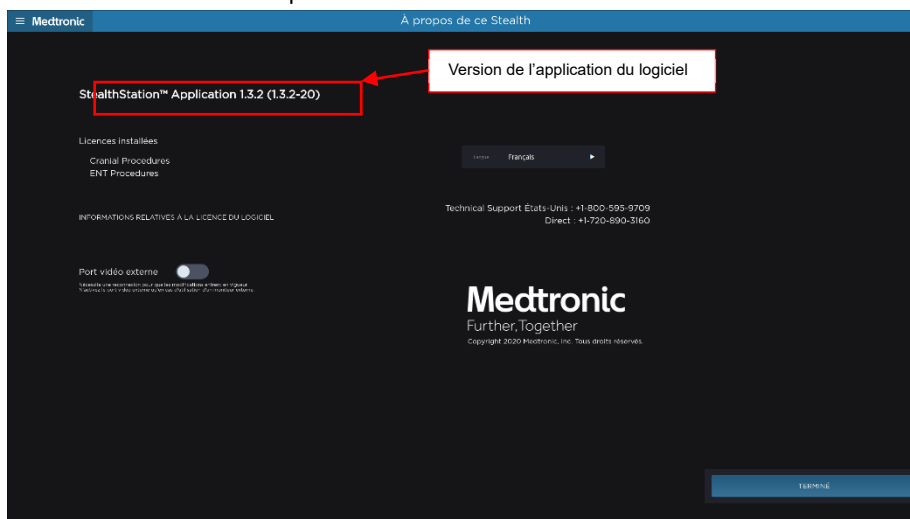 Medtronic
À propos de ce Stealth
Version de l'application du logiciel
StealthStation™ Application 1.3.2 (1.3.2-20)
Licences installées
Cranial Procedures
ENT Procedures
Français
INFORMATIONS RELATIVES À LA LICENCE DU LOGICIEL
Technical Support États-Unis : +1-800-595-9709
Direct : +1-720-890-3160
Port vidéo externe
Medtronic
Further, Together
Copyright 2020 Medtronic, Inc. Tous droits réservés.
TERMINÉ